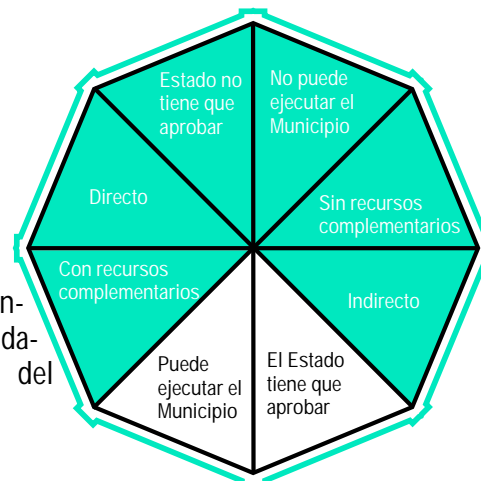 Estado no
tiene que
aprobar
No puede
ejecutar el
Municipio
Directo
Sin recursos
complementarios
Con recursos
complementarios
Indirecto
n-
da-
del
Puede
ejecutar el
Municipio
El Estado
tiene que
aprobar